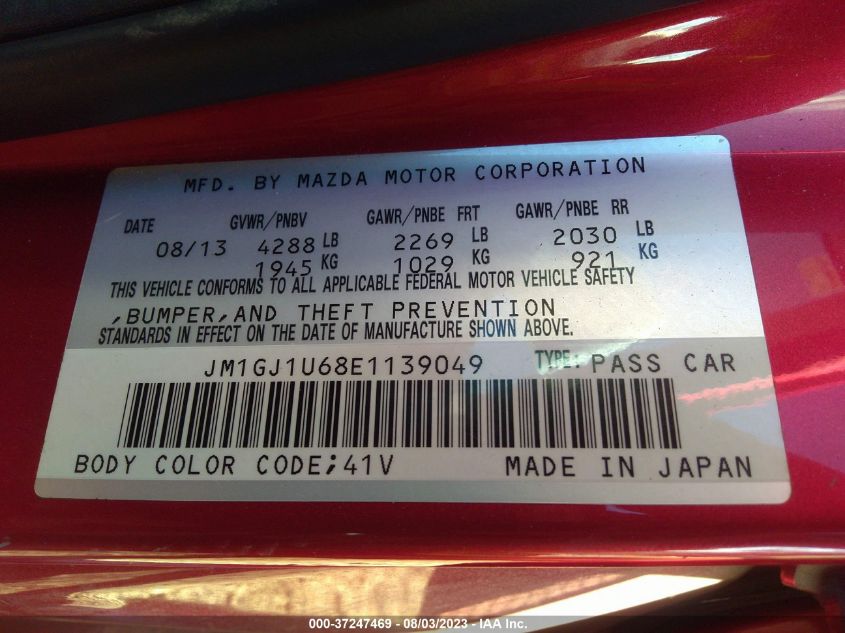 MFD. BY MAZDA MOTOR CORPORATION
DATE GVWR/PNBV GAWR/PNBE FRT GAWR/PNBE RR
08/13 4288 LB 2269 LB 2030 LB
1945 KG 1029 KG 921 KG
THIS VEHICLE CONFORMS TO ALL APPLICABLE FEDERAL MOTOR VEHICLE SAFETY
,BUMPER,AND THEFT PREVENTION
STANDARDS IN EFFECT ON THE DATE OF MANUFACTURE SHOWN ABOVE.
JM1GJ1U68E1139049 TYPE: PASS CAR
BODY COLOR CODE;41V MADE IN JAPAN
000-37247469 - 08/03/2023 - IAA Inc.